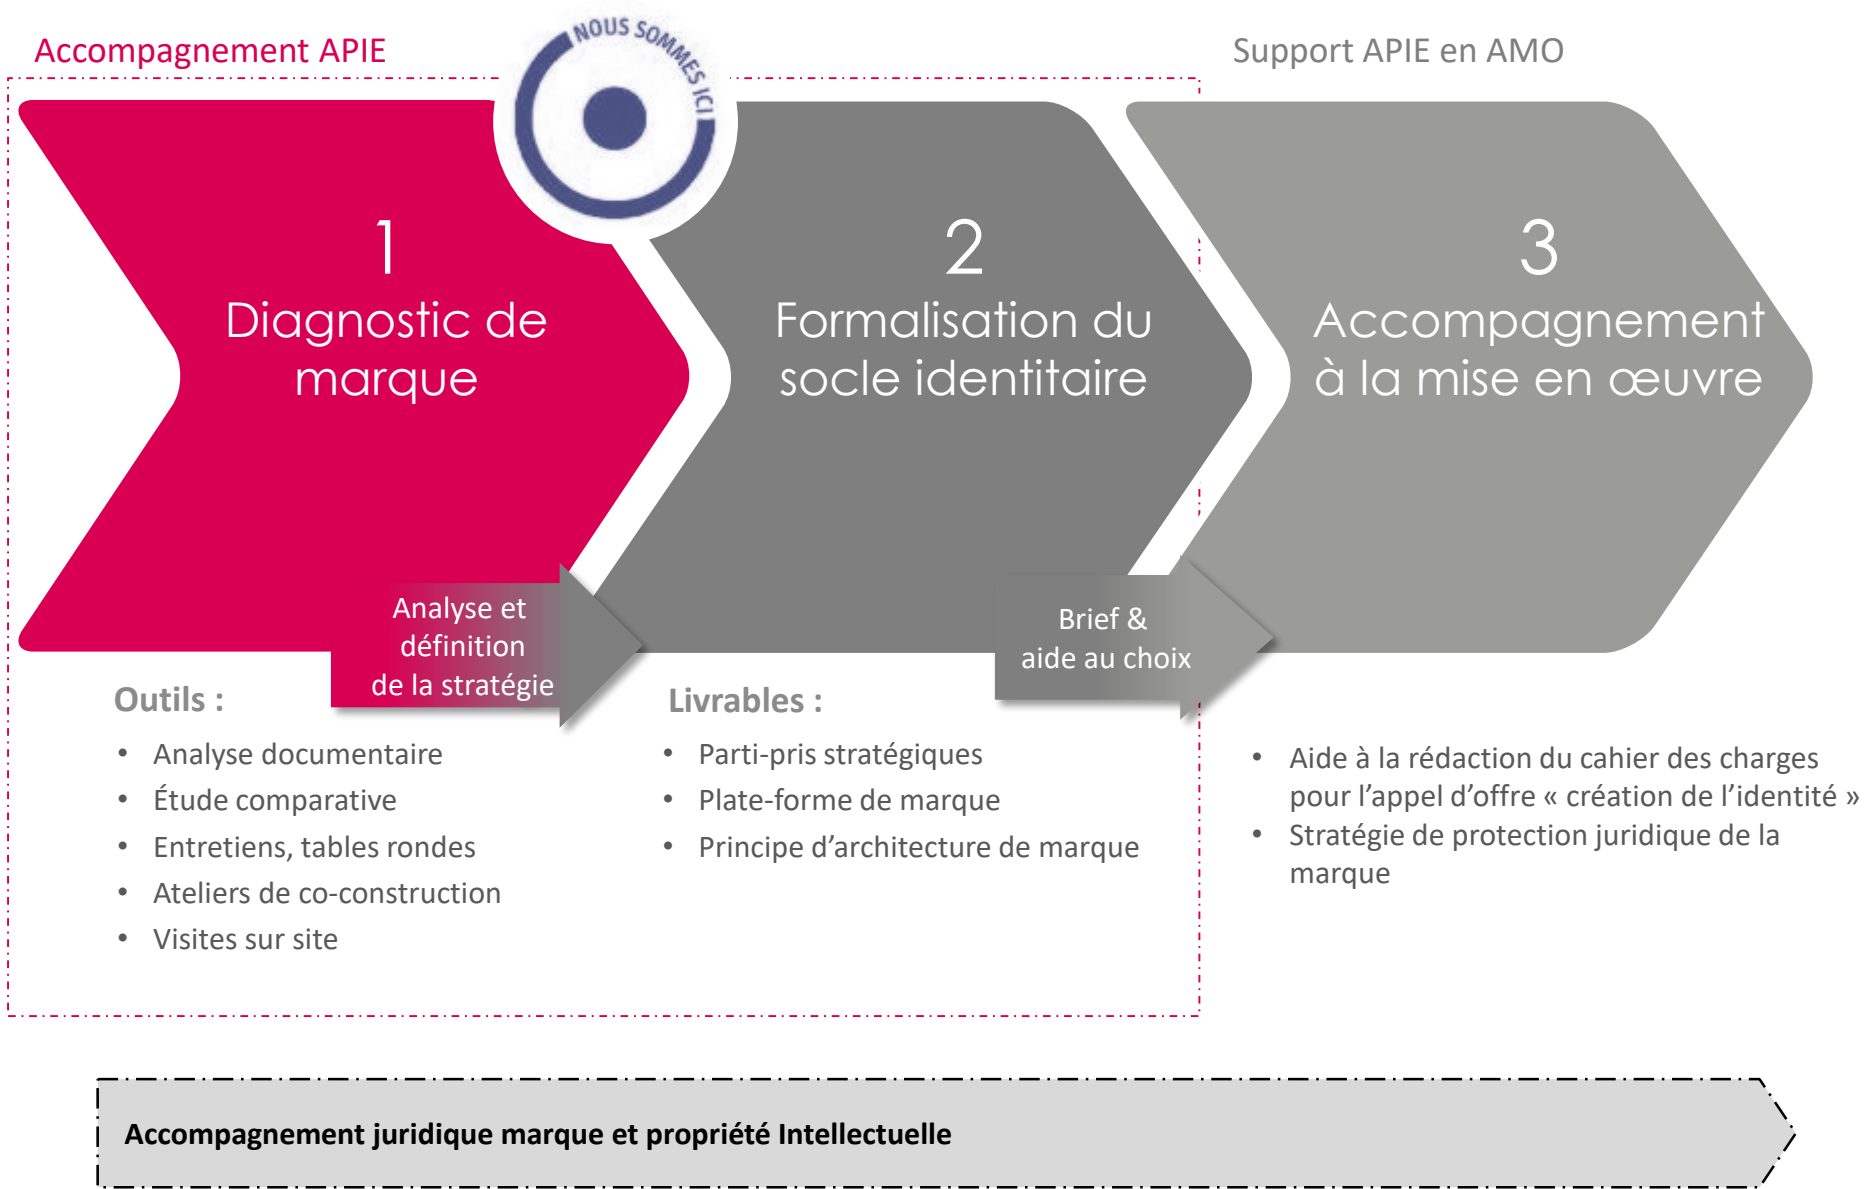 Accompagnement APIE
NOUS SOMMES ICI
Support APIE en AMO
1
Diagnostic de
marque
2
Formalisation du
socle identitaire
3
Accompagnement
à la mise en œuvre
Analyse et
définition
de la stratégie
Brief &
aide au choix
Outils :
• Analyse documentaire
• Étude comparative
• Entretiens, tables rondes
• Ateliers de co-construction
• Visites sur site
Livrables :
• Parti-pris stratégiques
• Plate-forme de marque
• Principe d’architecture de marque
• Aide à la rédaction du cahier des charges
pour l’appel d’offre « création de l’identité »
• Stratégie de protection juridique de la
marque
Accompagnement juridique marque et propriété Intellectuelle